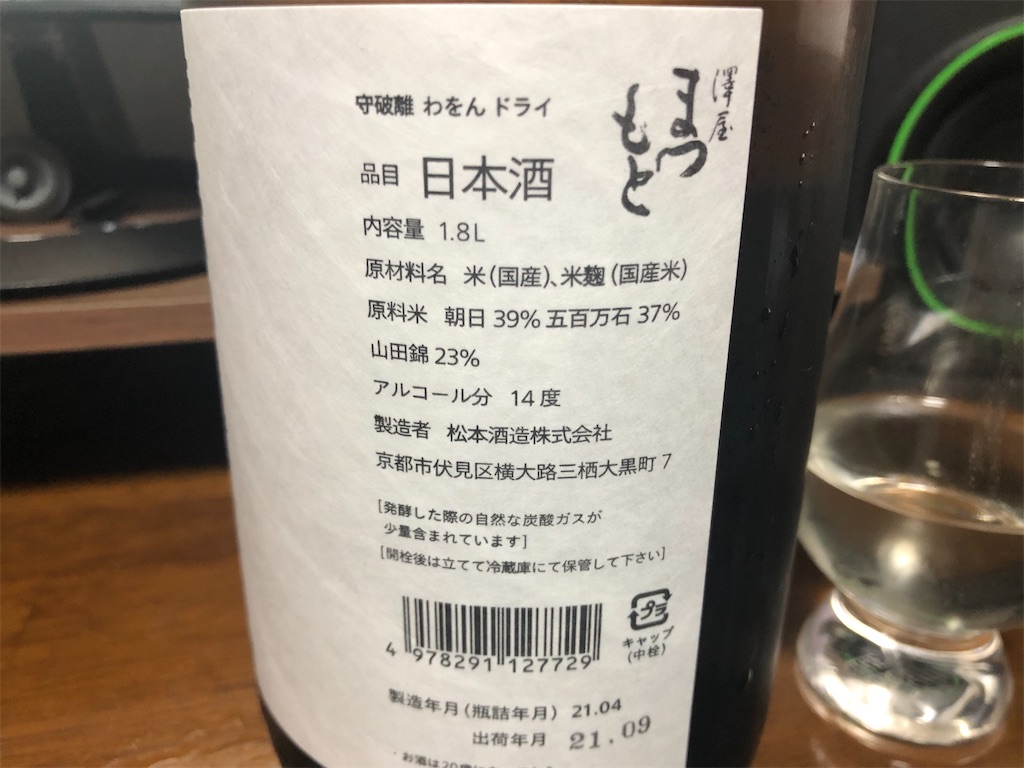 澤屋
まつもと
守破離 わをん ドライ
品目 日本酒
内容量 1.8L
原材料名 米(国産)、米麹(国産米)
原料米 朝日 39% 五百万石 37%
山田錦 23%
アルコール分 14度
製造者 松本酒造株式会社
京都市伏見区横大路三栖大黒町7
[発酵した際の自然な炭酸ガスが
少量含まれています]
[開栓後は立てて冷蔵庫にて保管して下さい]
4 978291 127729
プラ
キャップ
(中栓)
製造年月(瓶詰年月) 21.04
出荷年月 21.09
お酒は20歳に